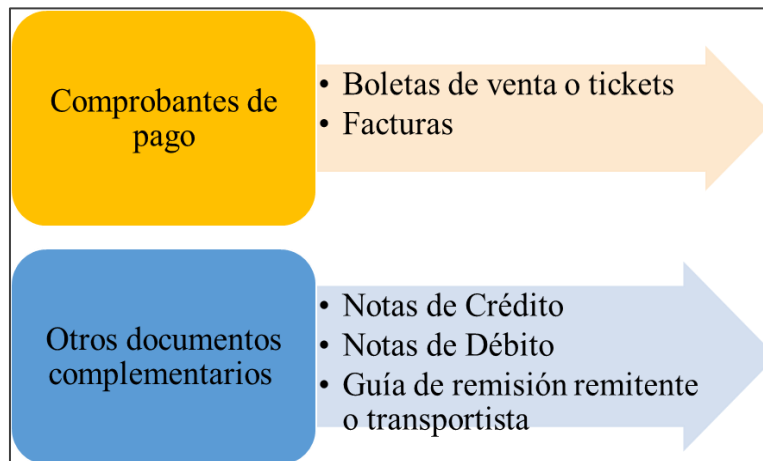 Comprobantes de
pago
• Boletas de venta o tickets
• Facturas
Otros documentos
complementarios
• Notas de Crédito
• Notas de Débito
• Guía de remisión remitente
o transportista